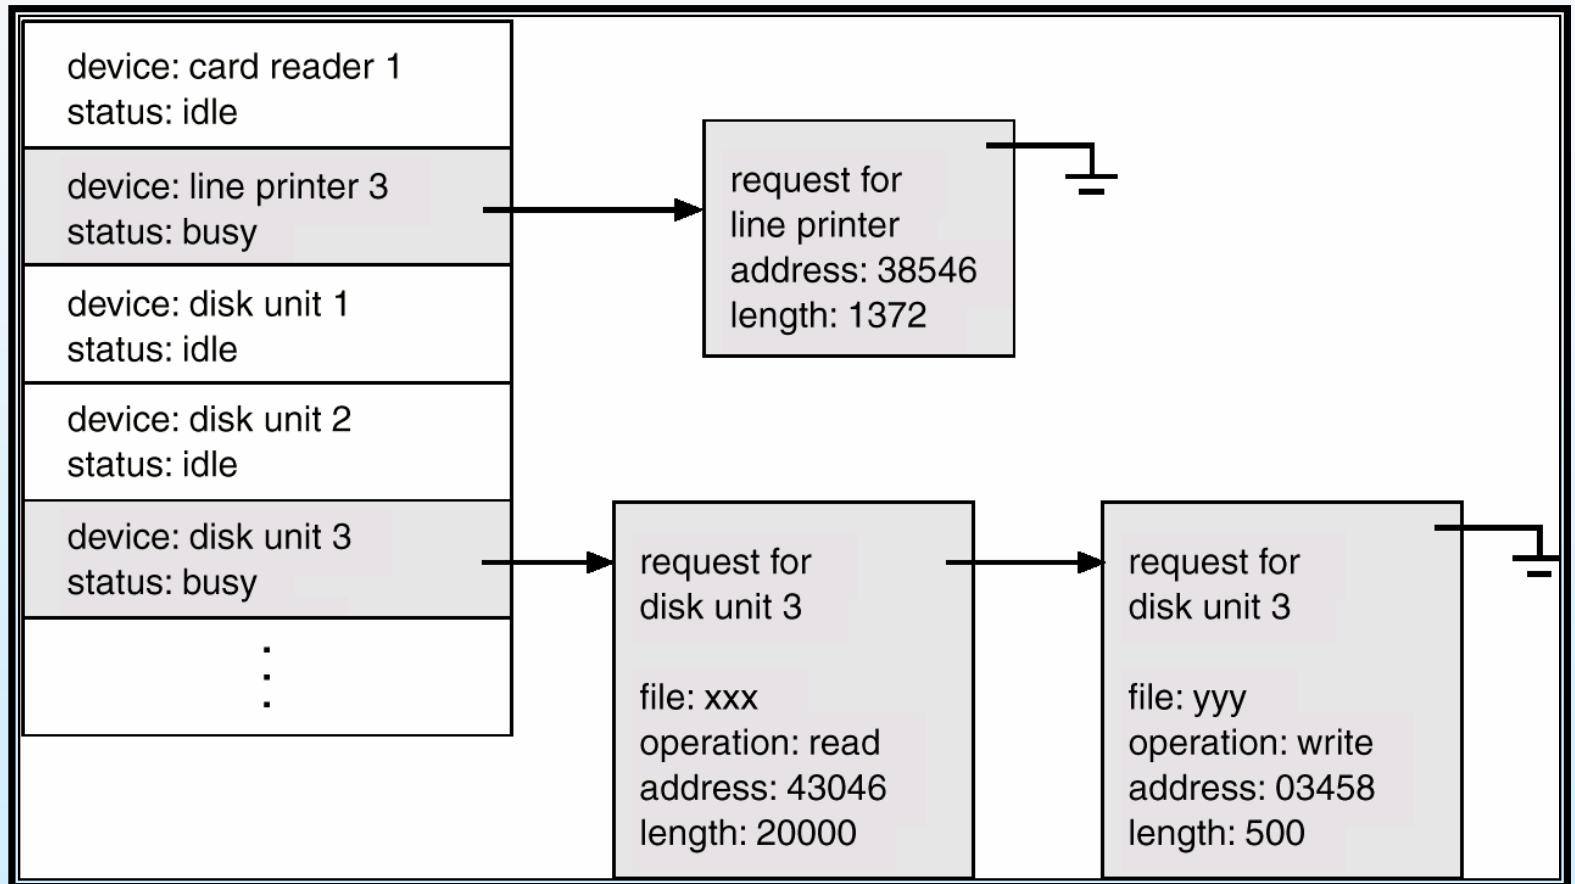 device: card reader 1
status: idle
device: line printer 3
status: busy
device: disk unit 1
status: idle
device: disk unit 2
status: idle
device: disk unit 3
status: busy
request for
line printer
address: 38546
length: 1372
request for
disk unit 3
file: xxx
operation: read
address: 43046
length: 20000
request for
disk unit 3
file: yyy
operation: write
address: 03458
length: 500